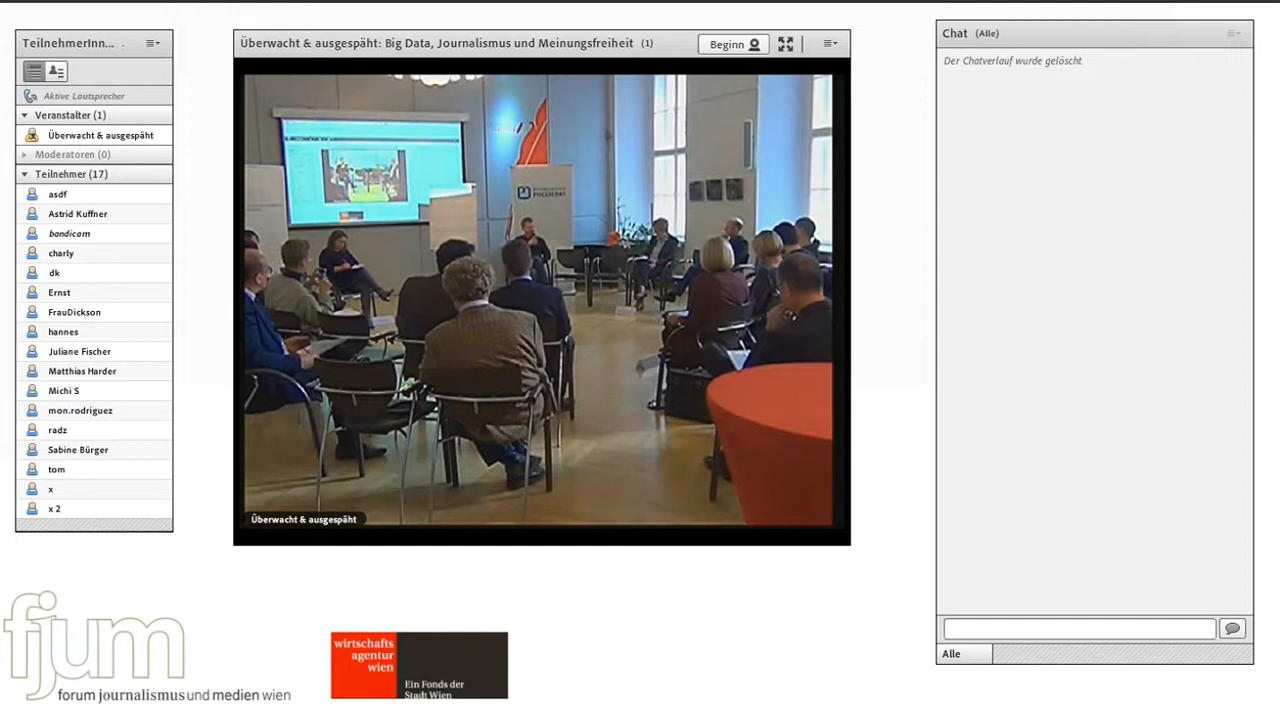 TeilnehmerInn... .
Aktive Lautsprecher
Veranstalter (1)
Überwacht & ausgespäht
Moderatoren (0)
Teilnehmer (17)
asdf
Astrid Kuffner
bandicam
charly
dk
Ernst
FrauDickson
hannes
Juliane Fischer
Matthias Harder
Michi S
mon.rodriguez
radz
Sabine Bürger
tom
x
x 2
Überwacht & ausgespäht: Big Data, Journalismus und Meinungsfreiheit (1)
Beginn
PRESSERAT
Überwacht & ausgespäht
Chat (Alle)
Der Chatverlauf wurde gelöscht.
Alle
fjum
forum journalismus und medien wien
wirtschafts
agentur
wien
Ein Fonds der
Stadt Wien